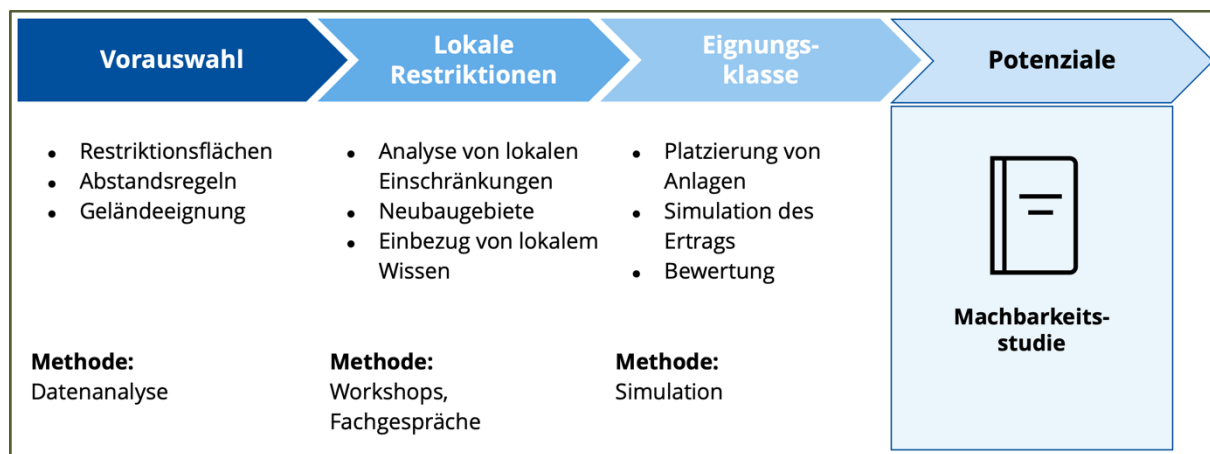 Vorauswahl
Lokale
Restriktionen
Eignungs-
klasse
Potenziale
• Restriktionsflächen
• Abstandsregeln
• Geländeeignung
Methode:
Datenanalyse
• Analyse von lokalen
Einschränkungen
• Neubaugebiete
• Einbezug von lokalem
Wissen
Methode:
Workshops,
Fachgespräche
• Platzierung von
Anlagen
• Simulation des
Ertrags
• Bewertung
Methode:
Simulation
Machbarkeits-
studie